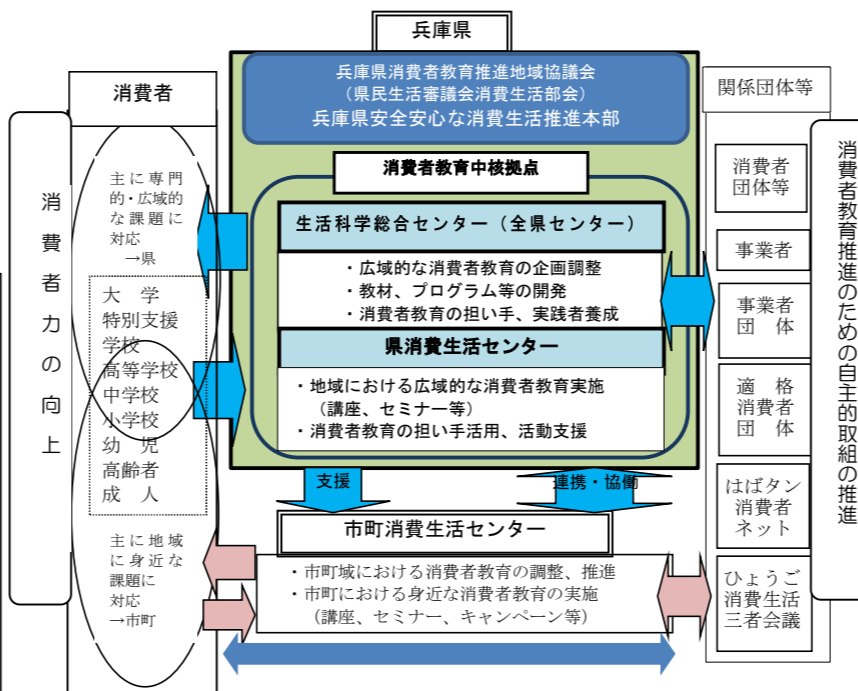 兵庫県
兵庫県消費者教育推進地域協議会
（県民生活審議会消費生活部会）
兵庫県安全安心な消費生活推進本部
消費者教育中核拠点
生活科学総合センター（全県センター）
・広域的な消費者教育の企画調整
・教材、プログラム等の開発
・消費者教育の担い手、実践者養成
県消費生活センター
・地域における広域的な消費者教育実施
（講座、セミナー等）
・消費者教育の担い手活用、活動支援
支援
連携・協働
市町消費生活センター
・市町域における消費者教育の調整、推進
・市町における身近な消費者教育の実施
（講座、セミナー、キャンペーン等）
消費者
消費者力の向上
主に専門
的・広域的
な課題に
対応
→県
大　学
特別支援
学校
高等学校
中学校
小学校
幼　児
高齢者
成　人
主に地域
に身近な
課題に
対応
→市町
関係団体等
消費者
団体等
事業者
事業者
団　体
適　格
消費者
団　体
はばタン
消費者
ネット
ひょうご
消費生活
三者会議
消費者教育推進のための自主的取組の推進